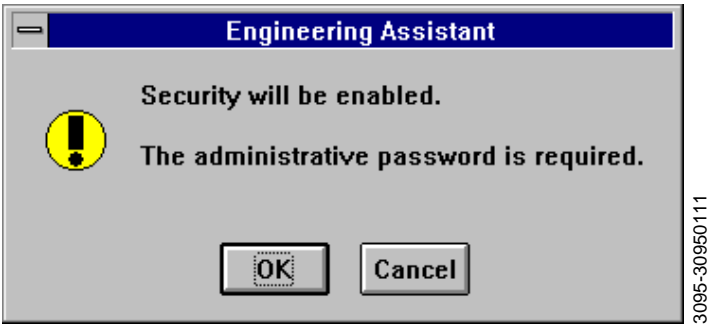 Engineering Assistant
Security will be enabled.
The administrative password is required.
OK
Cancel
3095-30950111